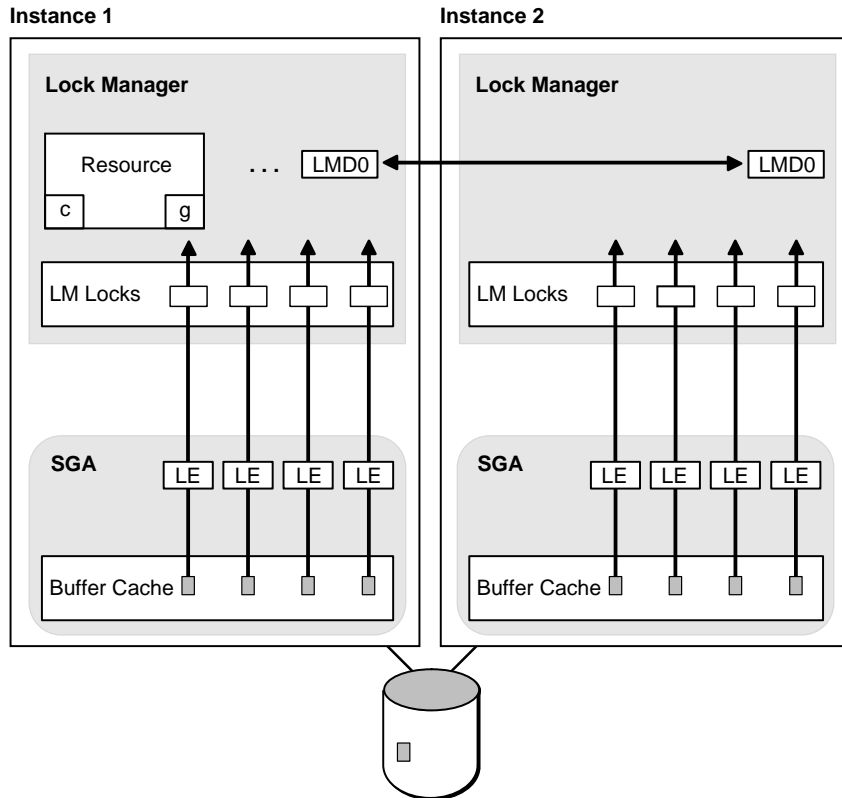 Instance 1
Instance 2
Lock Manager
Lock Manager
Resource
. . .
LMD0
LMD0
c
g
LM Locks
LM Locks
SGA
LE
LE
LE
LE
SGA
LE
LE
LE
LE
Buffer Cache
Buffer Cache